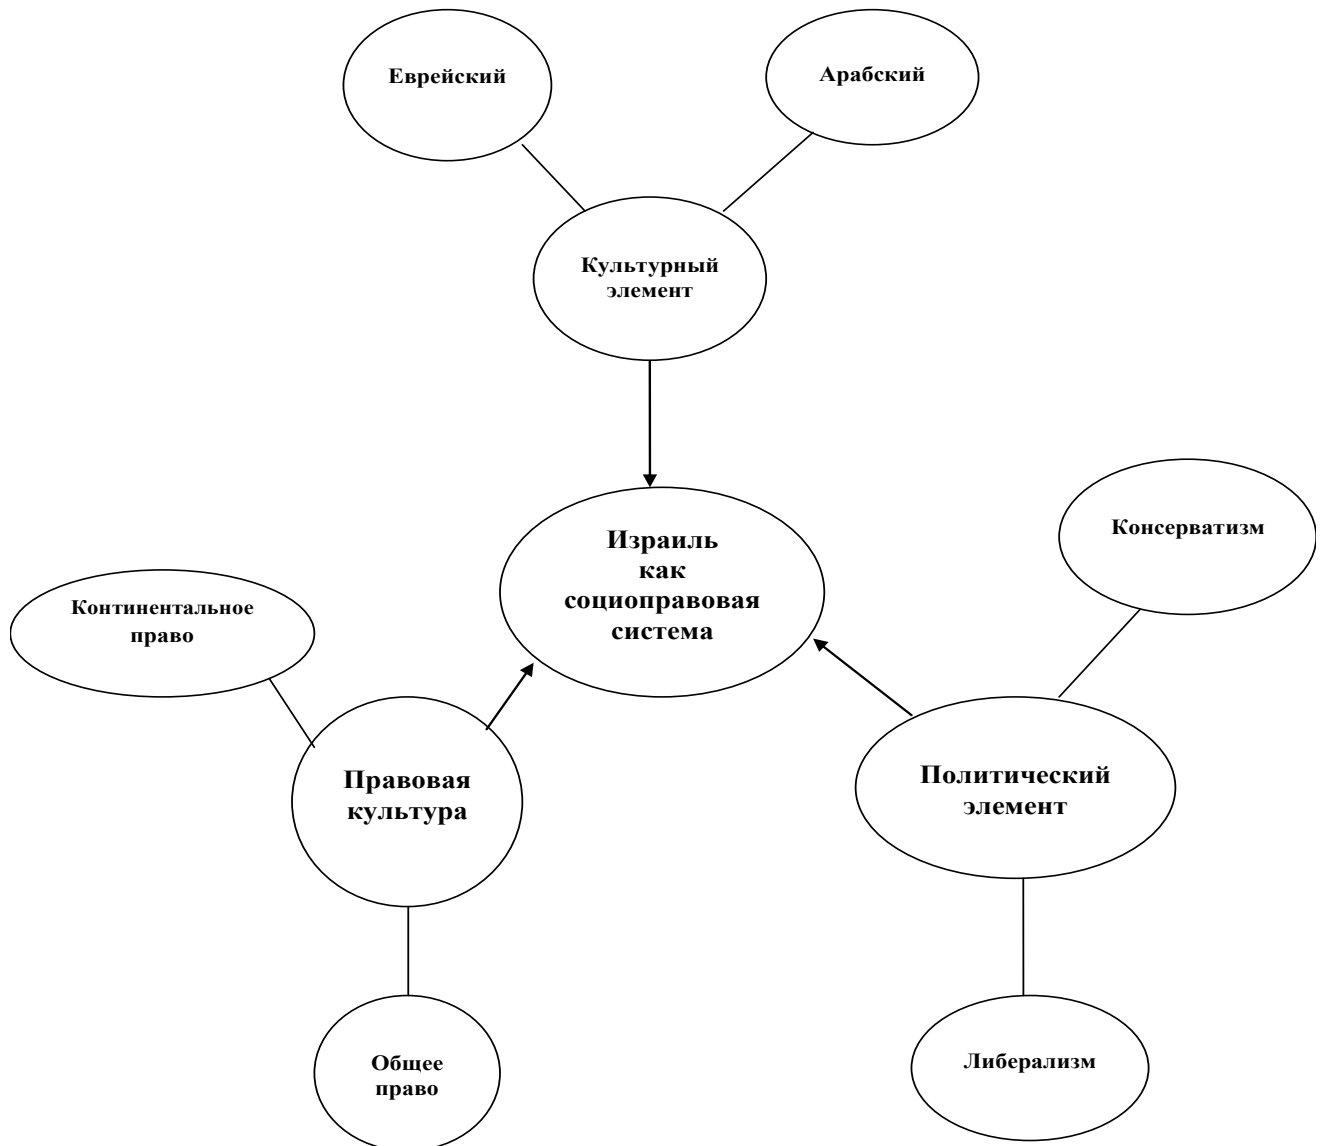 Еврейский
Арабский
Культурный
элемент
Израиль
как
социоправовая
система
Консерватизм
Континентальное
право
Правовая
культура
Политический
элемент
Общее
право
Либерализм